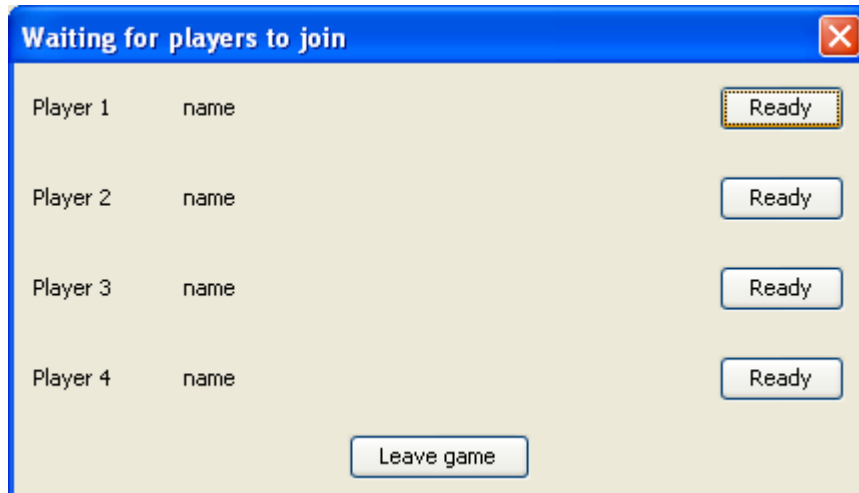 Waiting for players to join
Player 1 name Ready
Player 2 name Ready
Player 3 name Ready
Player 4 name Ready
Leave game